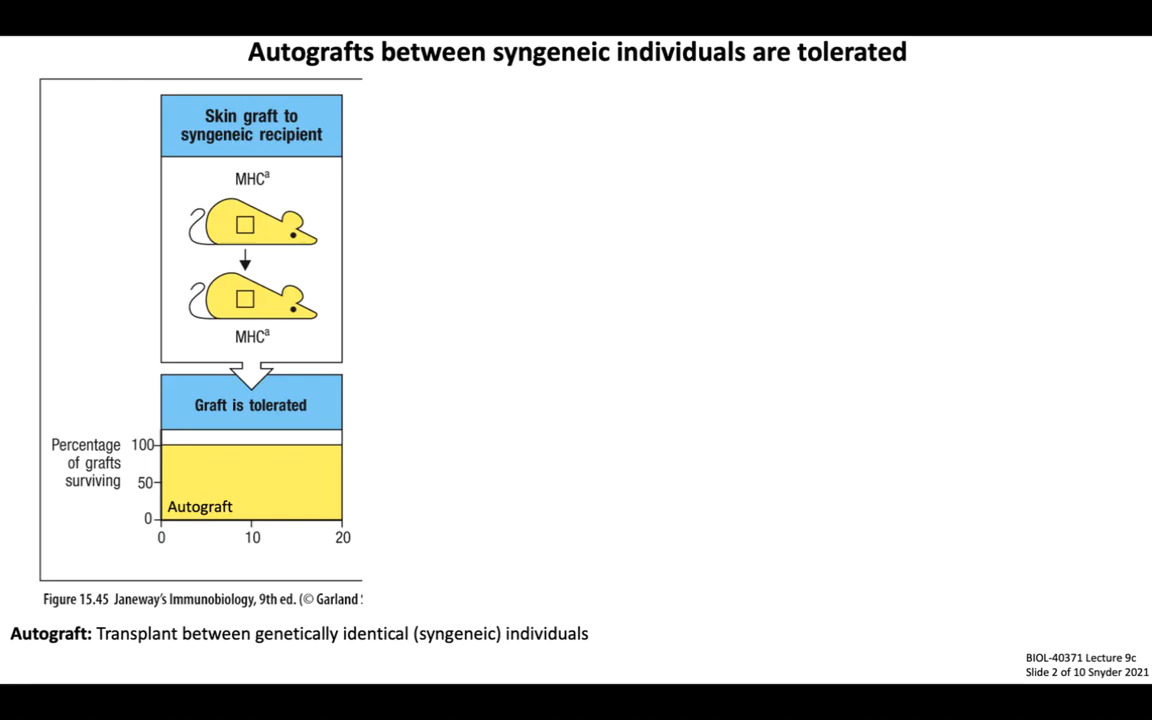 Autografts between syngeneic individuals are tolerated
Skin graft to
syngeneic recipient
MHCa
MHCa
Graft is tolerated
Percentage
of grafts
surviving
100
50
0
Autograft
0 10 20
Figure 15.45 Janeway's Immunobiology, 9th ed. (© Garland
Autograft: Transplant between genetically identical (syngeneic) individuals
BIOL-40371 Lecture 9c
Slide 2 of 10 Snyder 2021